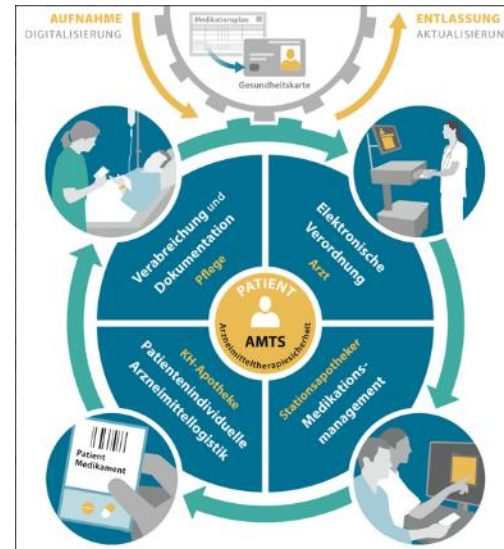 AUFNAHME
DIGITALISIERUNG
Medikationsplan
Gesundheitskarte
ENTLASSUNG
AKTUALISIERUN
Verabreichung und
Dokumentation
Pflege
Elektronische
Verordnung
Arzt
PATIENT
AMTS
Arzneimitteltherapiesicherheit
KH-Apotheke
Patientenindividuelle
Arzneimittellogistik
Stationsapotheker
Medikations-
management
Patient
Medikament